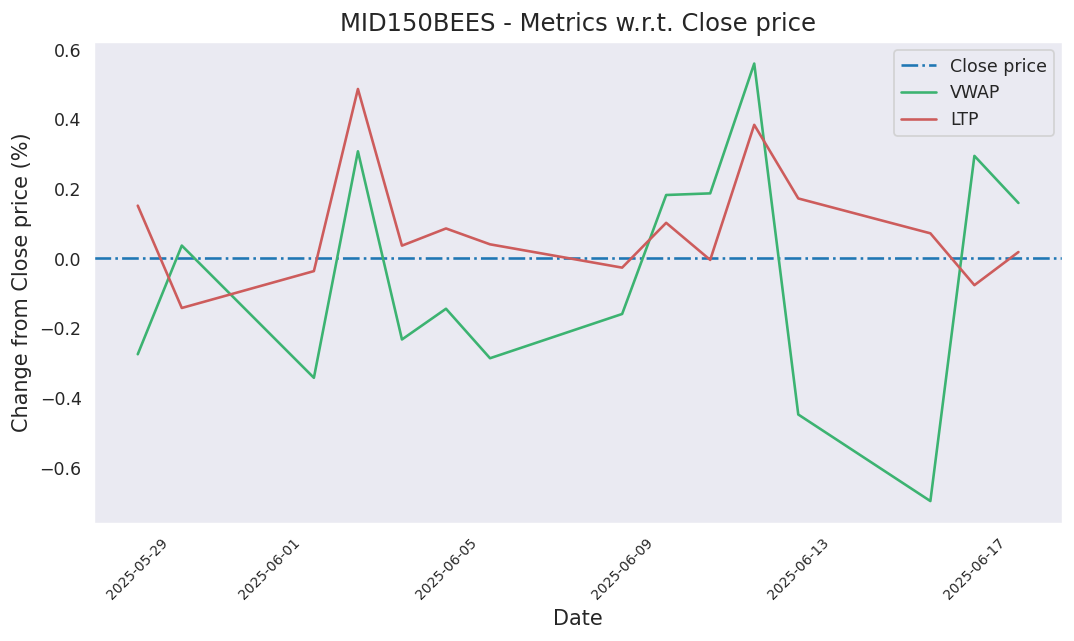 MID150BEES - Metrics w.r.t. Close price
Change from Close price (%)
0.6
0.4
0.2
0.0
−0.2
−0.4
−0.6
Close price
VWAP
LTP
2025-05-29
2025-06-01
2025-06-05
2025-06-09
2025-06-13
2025-06-17
Date